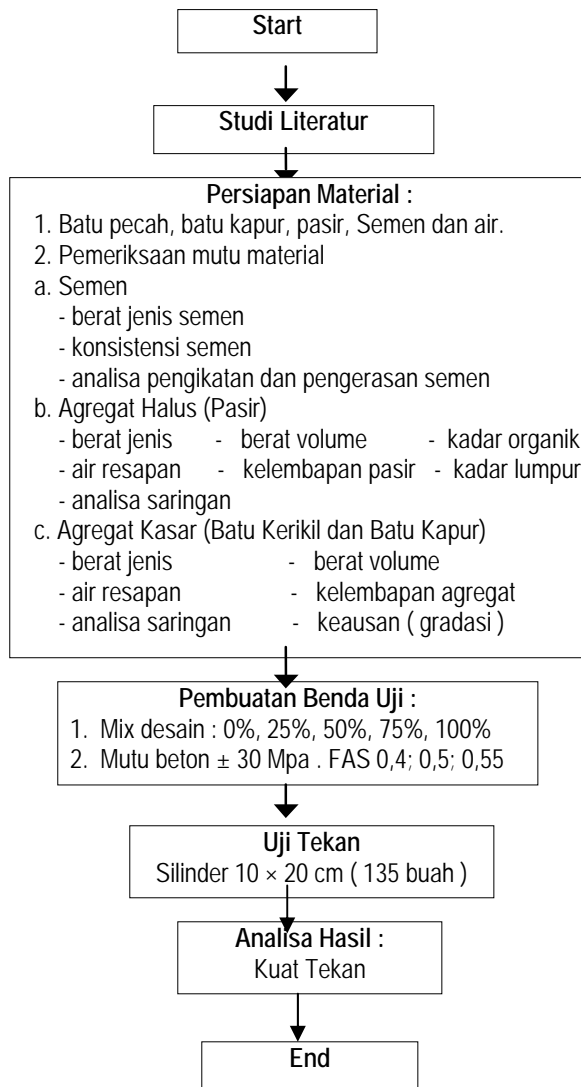 Start
Studi Literatur
Persiapan Material :
1. Batu pecah, batu kapur, pasir, Semen dan air.
2. Pemeriksaan mutu material
a. Semen
- berat jenis semen
- konsistensi semen
- analisa pengikatan dan pengerasan semen
b. Agregat Halus (Pasir)
- berat jenis - berat volume - kadar organik
- air resapan - kelembapan pasir - kadar lumpur
- analisa saringan
c. Agregat Kasar (Batu Kerikil dan Batu Kapur)
- berat jenis - berat volume
- air resapan - kelembapan agregat
- analisa saringan - keausan ( gradasi )
Pembuatan Benda Uji :
1. Mix desain : 0%, 25%, 50%, 75%, 100%
2. Mutu beton ± 30 Mpa . FAS 0,4; 0,5; 0,55
Uji Tekan
Silinder 10 × 20 cm ( 135 buah )
Analisa Hasil :
Kuat Tekan
End